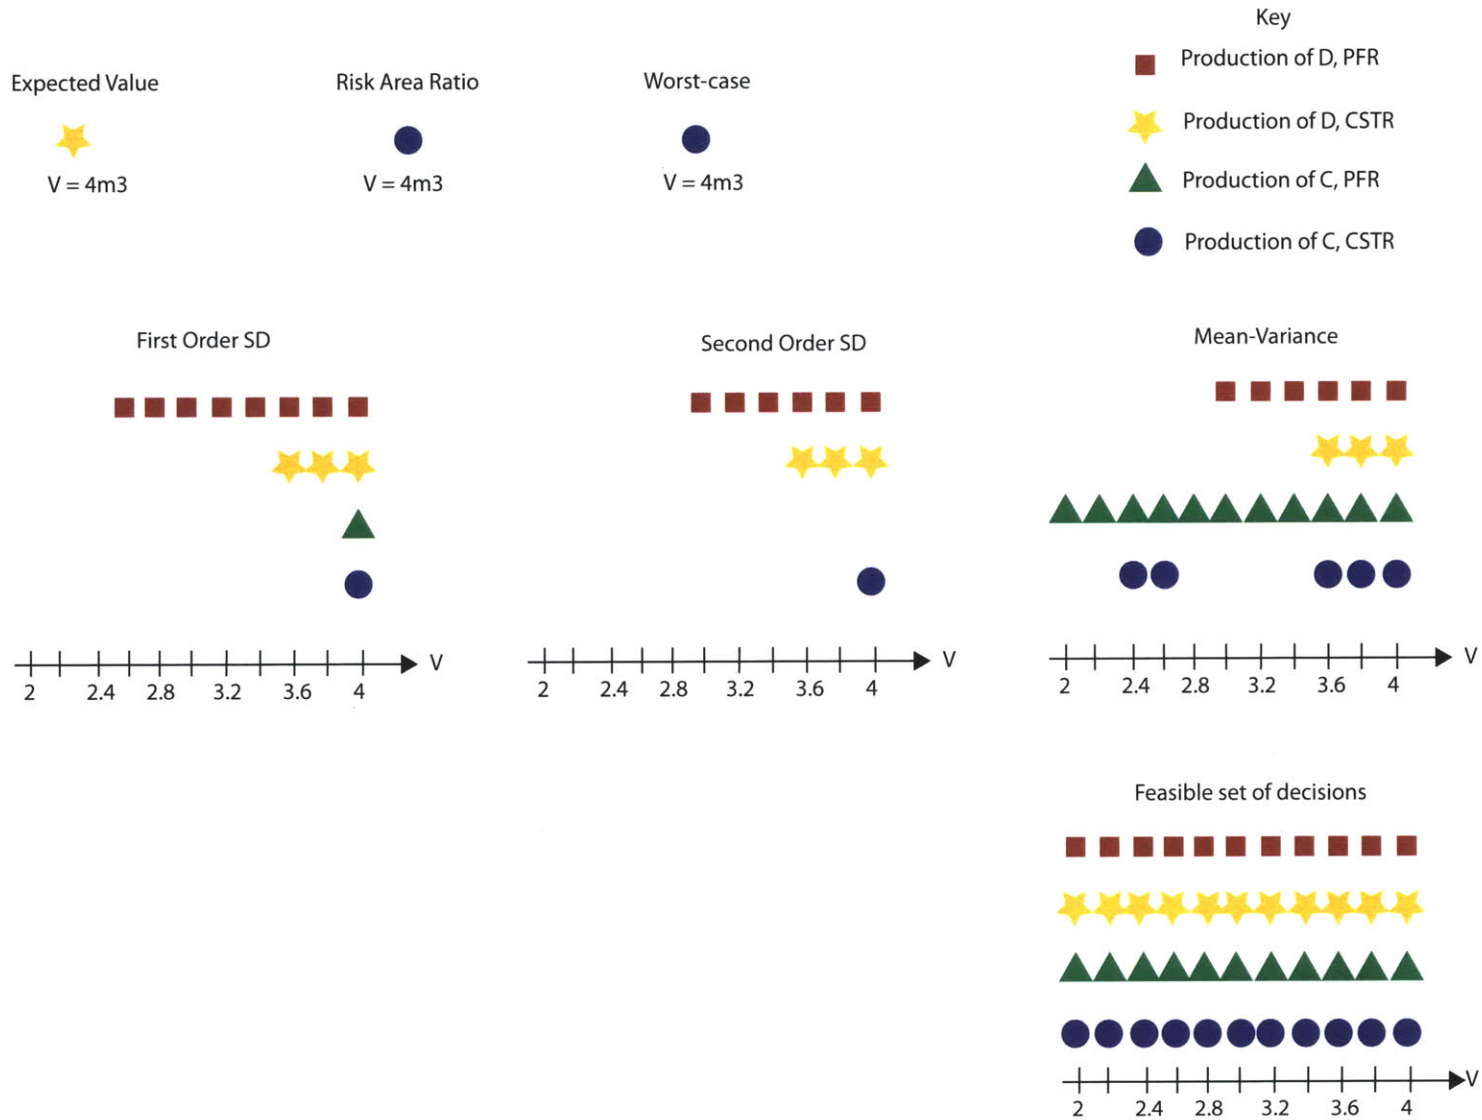 Key
Expected Value
Risk Area Ratio
Worst-case
V = 4m3
V = 4m3
V = 4m3
Production of D, PFR
Production of D, CSTR
Production of C, PFR
Production of C, CSTR
First Order SD
2 2.4 2.8 3.2 3.6 4 V
Second Order SD
2 2.4 2.8 3.2 3.6 4 V
Mean-Variance
2 2.4 2.8 3.2 3.6 4 V
Feasible set of decisions
2 2.4 2.8 3.2 3.6 4 V